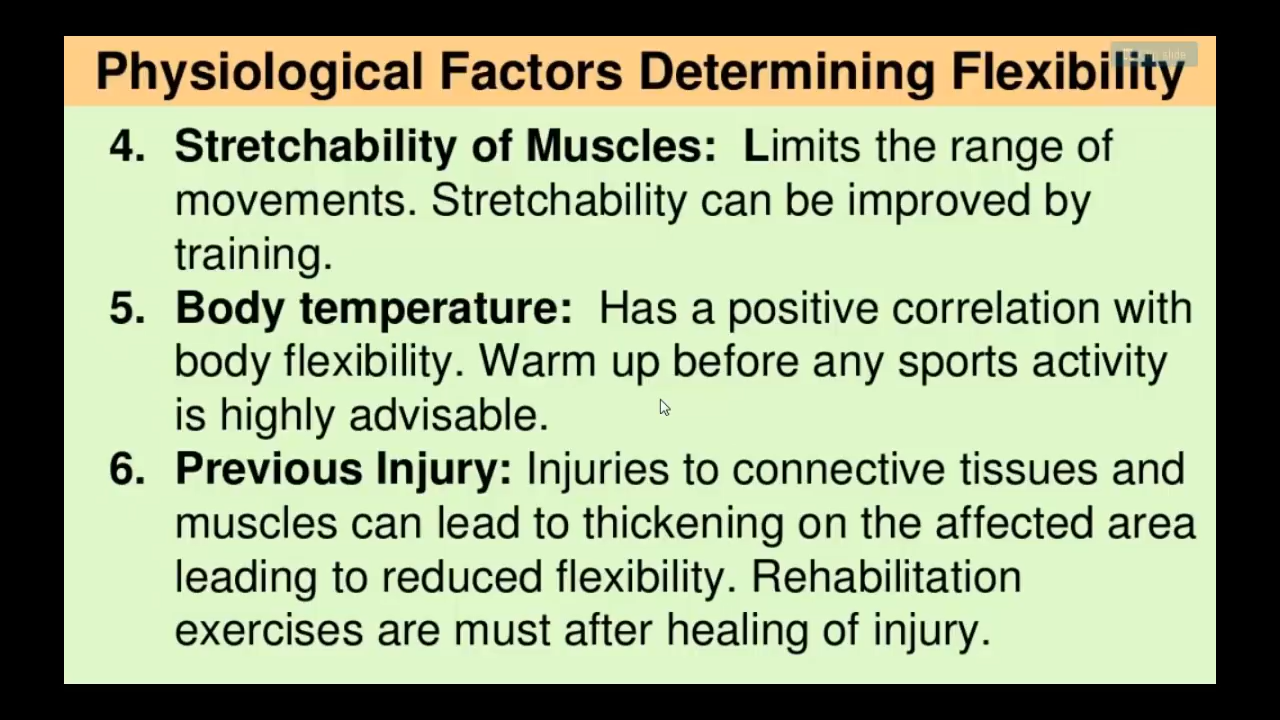 Physiological Factors Determining Flexibility
slide
4. Stretchability of Muscles: Limits the range of
movements. Stretchability can be improved by
training.
5. Body temperature: Has a positive correlation with
body flexibility. Warm up before any sports activity
is highly advisable.
6. Previous Injury: Injuries to connective tissues and
muscles can lead to thickening on the affected area
leading to reduced flexibility. Rehabilitation
exercises are must after healing of injury.